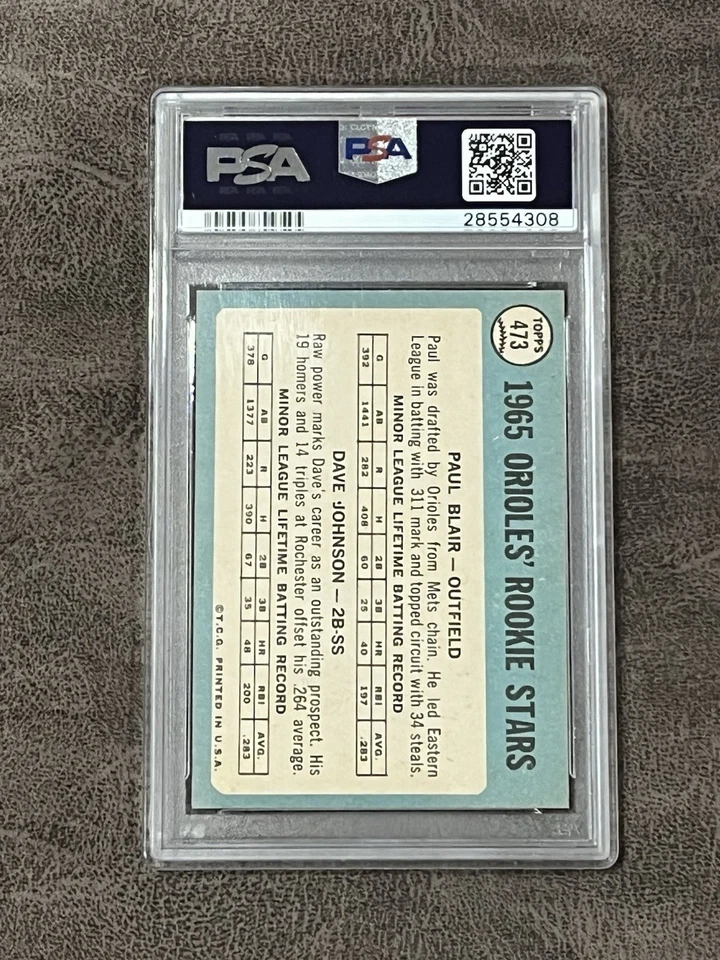 PSA
PSA
28554308
TOPPS
473
1965 ORIOLES' ROOKIE STARS
PAUL BLAIR — OUTFIELD
Paul was drafted by Orioles from Mets chain. He led Eastern
League in batting with 311 mark and topped circuit with 34 steals.
MINOR LEAGUE LIFETIME BATTING RECORD
G AB R H 2B 3B HR RBI AVG.
392 1441 282 408 60 25 40 197 .283
DAVE JOHNSON — 2B-SS
Raw power marks Dave's career as an outstanding prospect. His
19 homers and 14 triples at Rochester offset his .264 average.
MINOR LEAGUE LIFETIME BATTING RECORD
G AB R H 2B 3B HR RBI AVG.
378 1377 223 390 67 35 48 200 .283
©T.C.G. PRINTED IN U.S.A.